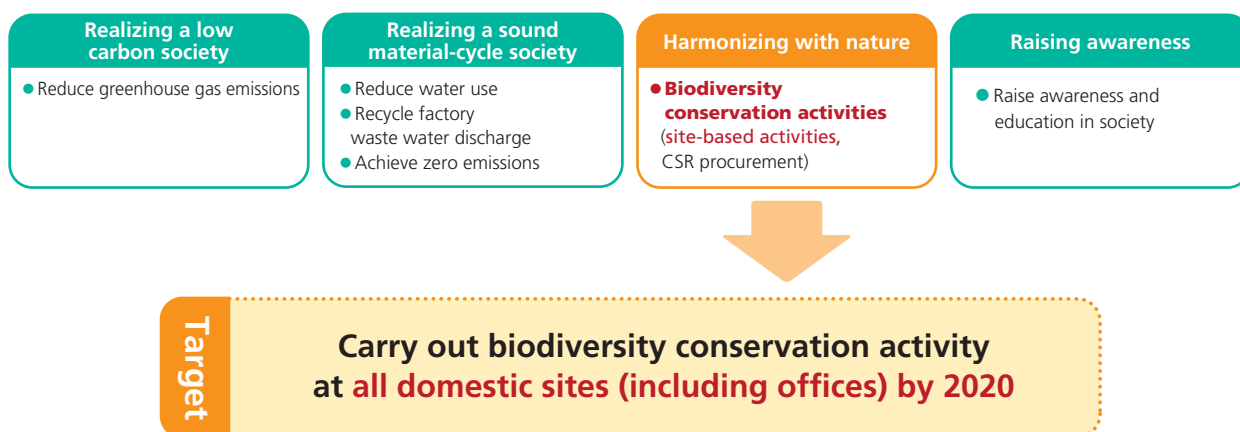 Realizing a low
carbon society
● Reduce greenhouse gas emissions
Realizing a sound
material-cycle society
● Reduce water use
● Recycle factory
waste water discharge
● Achieve zero emissions
Harmonizing with nature
● Biodiversity
conservation activities
(site-based activities,
CSR procurement)
Raising awareness
● Raise awareness and
education in society
Target
Carry out biodiversity conservation activity
at all domestic sites (including offices) by 2020